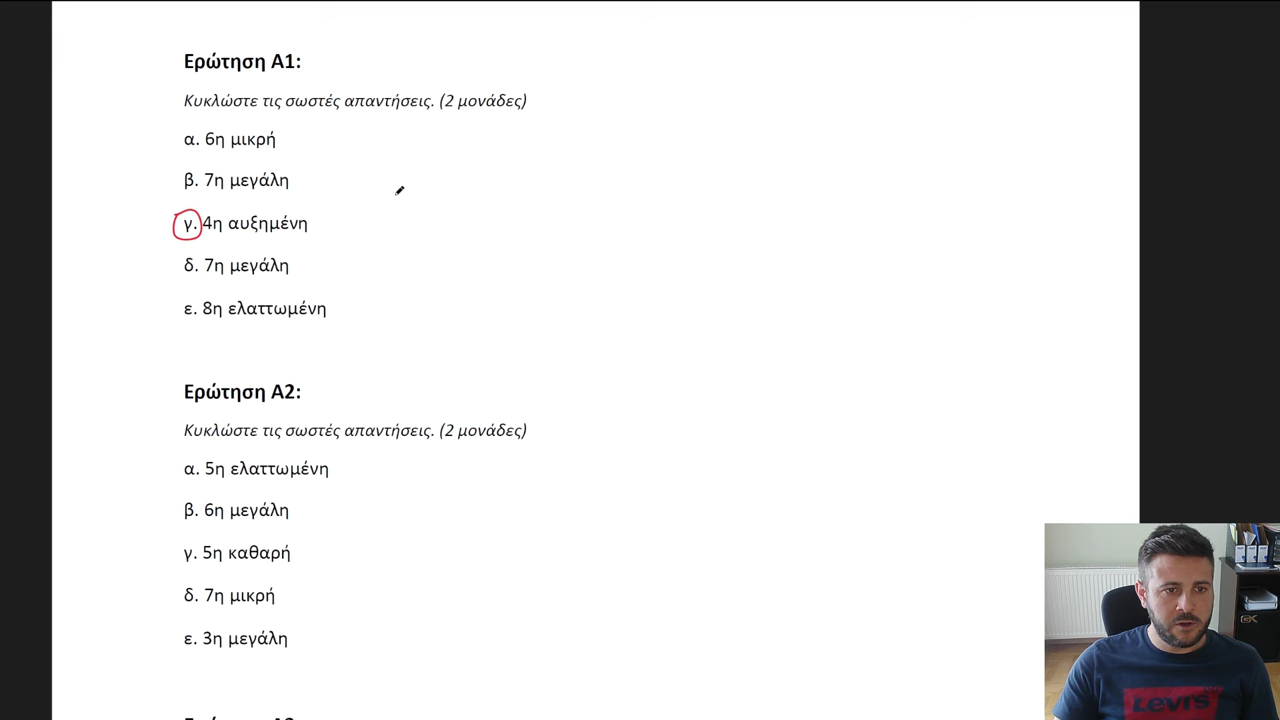 Ερώτηση Α1:
Κυκλώστε τις σωστές απαντήσεις. (2 μονάδες)
α. 6η μικρή
β. 7η μεγάλη
γ. 4η αυξημένη
δ. 7η μεγάλη
ε. 8η ελαττωμένη
Ερώτηση Α2:
Κυκλώστε τις σωστές απαντήσεις. (2 μονάδες)
α. 5η ελαττωμένη
β. 6η μεγάλη
γ. 5η καθαρή
δ. 7η μικρή
ε. 3η μεγάλη
Levi's